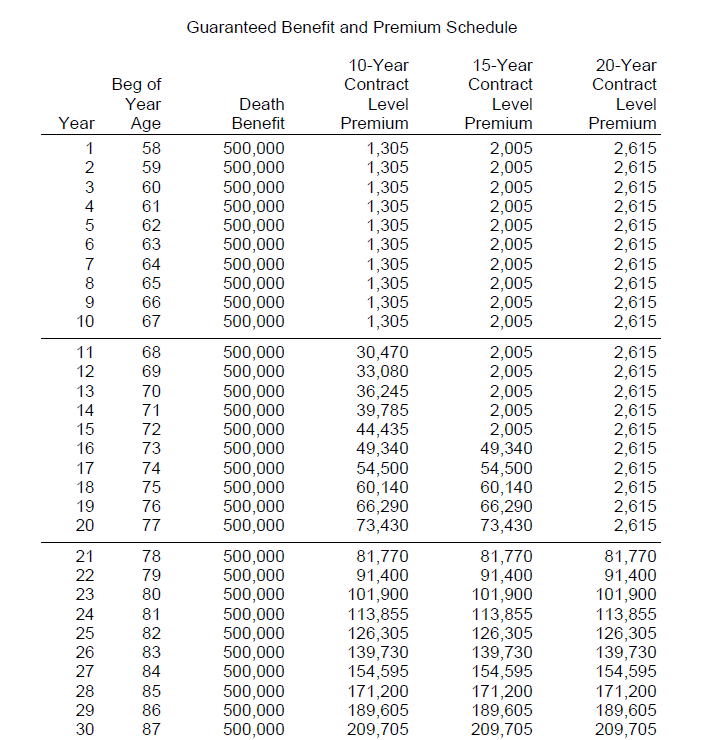 Guaranteed Benefit and Premium Schedule
10-Year 15-Year 20-Year
Beg of Contract Contract Contract
Year Death Level Level Level
Year Age Benefit Premium Premium Premium
1 58 500,000 1,305 2,005 2,615
2 59 500,000 1,305 2,005 2,615
3 60 500,000 1,305 2,005 2,615
4 61 500,000 1,305 2,005 2,615
5 62 500,000 1,305 2,005 2,615
6 63 500,000 1,305 2,005 2,615
7 64 500,000 1,305 2,005 2,615
8 65 500,000 1,305 2,005 2,615
9 66 500,000 1,305 2,005 2,615
10 67 500,000 1,305 2,005 2,615
11 68 500,000 30,470 2,005 2,615
12 69 500,000 33,080 2,005 2,615
13 70 500,000 36,245 2,005 2,615
14 71 500,000 39,785 2,005 2,615
15 72 500,000 44,435 2,005 2,615
16 73 500,000 49,340 49,340 2,615
17 74 500,000 54,500 54,500 2,615
18 75 500,000 60,140 60,140 2,615
19 76 500,000 66,290 66,290 2,615
20 77 500,000 73,430 73,430 2,615
21 78 500,000 81,770 81,770 81,770
22 79 500,000 91,400 91,400 91,400
23 80 500,000 101,900 101,900 101,900
24 81 500,000 113,855 113,855 113,855
25 82 500,000 126,305 126,305 126,305
26 83 500,000 139,730 139,730 139,730
27 84 500,000 154,595 154,595 154,595
28 85 500,000 171,200 171,200 171,200
29 86 500,000 189,605 189,605 189,605
30 87 500,000 209,705 209,705 209,705